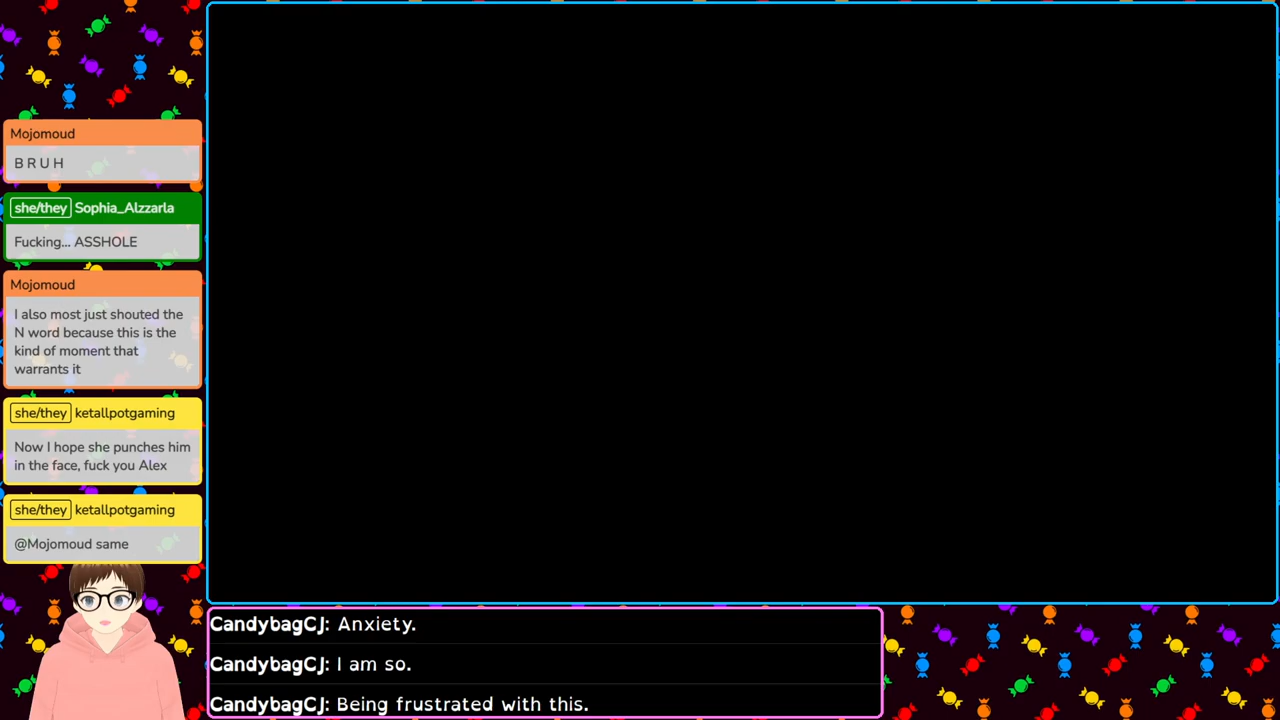 Mojomoud
B R U H
she/they Sophia_Alzzarla
Fucking... ASSHOLE
Mojomoud
I also most just shouted the
N word because this is the
kind of moment that
warrants it
she/they ketallpotgaming
Now I hope she punches him
in the face, fuck you Alex
she/they ketallpotgaming
@Mojomoud same
CandybagCJ: Anxiety.
CandybagCJ: I am so.
CandybagCJ: Being frustrated with this.